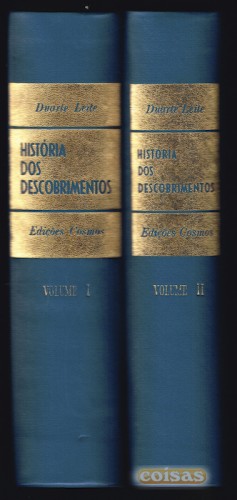 Duarte Leite
HISTÓRIA
DOS
DESCOBRIMENTOS
Edições Cosmos
VOLUME I
Duarte Leite
HISTÓRIA
DOS
DESCOBRIMENTOS
Edições Cosmos
VOLUME II
coisas